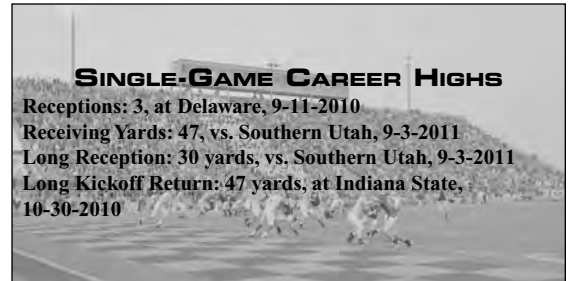 SINGLE-GAME CAREER HIGHS
Receptions: 3, at Delaware, 9-11-2010
Receiving Yards: 47, vs. Southern Utah, 9-3-2011
Long Reception: 30 yards, vs. Southern Utah, 9-3-2011
Long Kickoff Return: 47 yards, at Indiana State,
10-30-2010